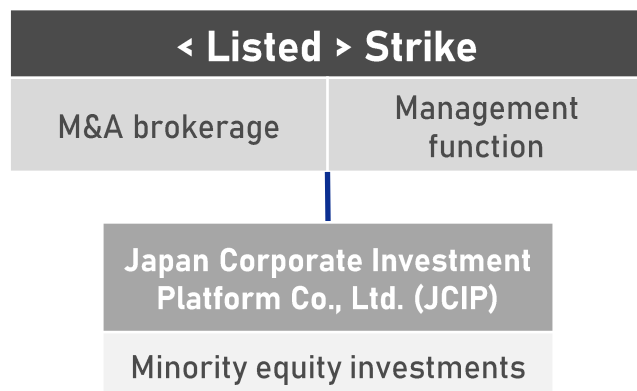 < Listed > Strike
M&A brokerage
Management
function
Japan Corporate Investment
Platform Co., Ltd. (JCIP)
Minority equity investments